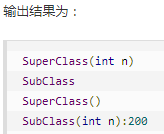 输出结果为：
SuperClass(int n)
SubClass
SuperClass()
SubClass(int n):200